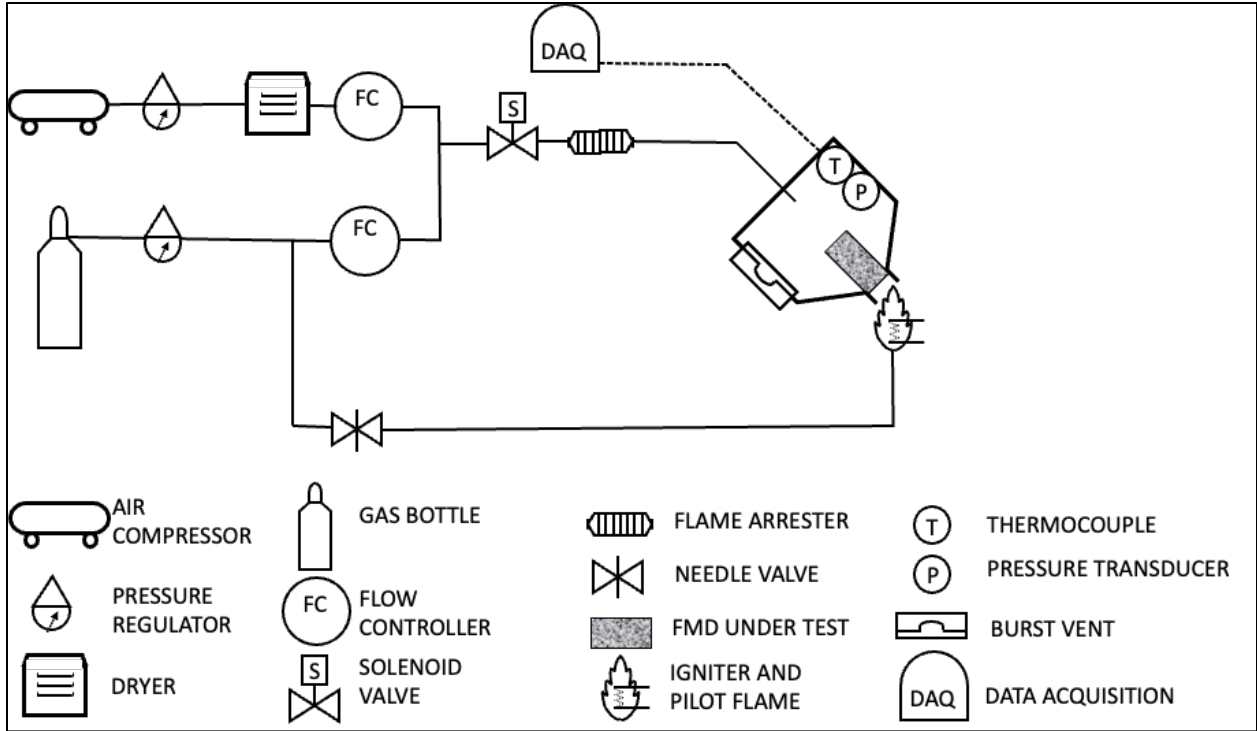 DAQ
FC
S
T
P
FC
AIR
COMPRESSOR
GAS BOTTLE
FLAME ARRESTER
T
THERMOCOUPLE
NEEDLE VALVE
P
PRESSURE TRANSDUCER
PRESSURE
REGULATOR
FC
FLOW
CONTROLLER
FMD UNDER TEST
BURST VENT
DRYER
S
SOLENOID
VALVE
IGNITER AND
PILOT FLAME
DAQ
DATA ACQUISITION